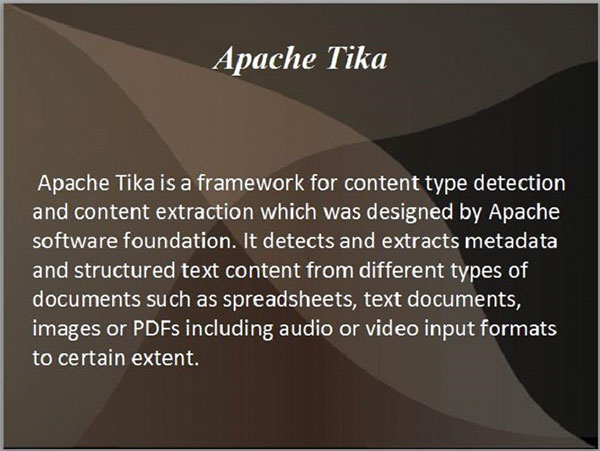 Apache Tika
Apache Tika is a framework for content type detection
and content extraction which was designed by Apache
software foundation. It detects and extracts metadata
and structured text content from different types of
documents such as spreadsheets, text documents,
images or PDFs including audio or video input formats
to certain extent.